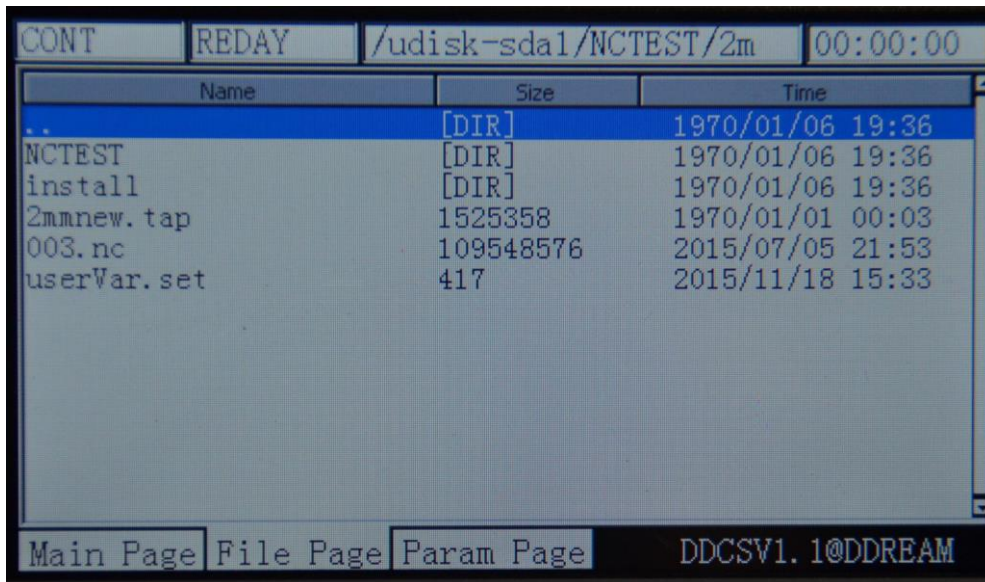 CONT REDAY /udisk-sda1/NCTEST/2m 00:00:00
Name Size Time
.. [DIR] 1970/01/06 19:36
NCTEST [DIR] 1970/01/06 19:36
install [DIR] 1970/01/06 19:36
2mmnew.tap 1525358 1970/01/01 00:03
003.nc 109548576 2015/07/05 21:53
userVar.set 417 2015/11/18 15:33
Main Page File Page Param Page DDCSV1.1@DDREAM